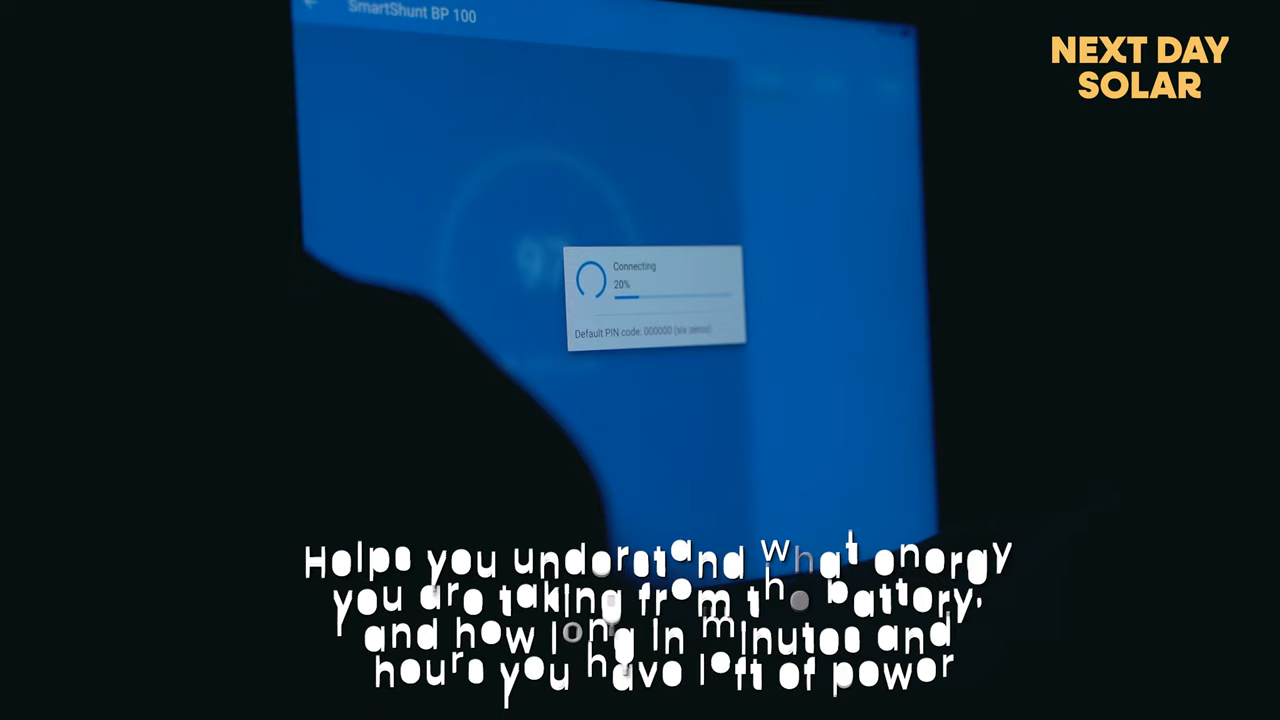 SmartShunt BP 100
NEXT DAY
SOLAR
97
Connecting
20%
Default PIN code: 000000 (six zeros)
Helps you understand what energy
you are taking from the battery,
and how long in minutes and
hours you have left of power